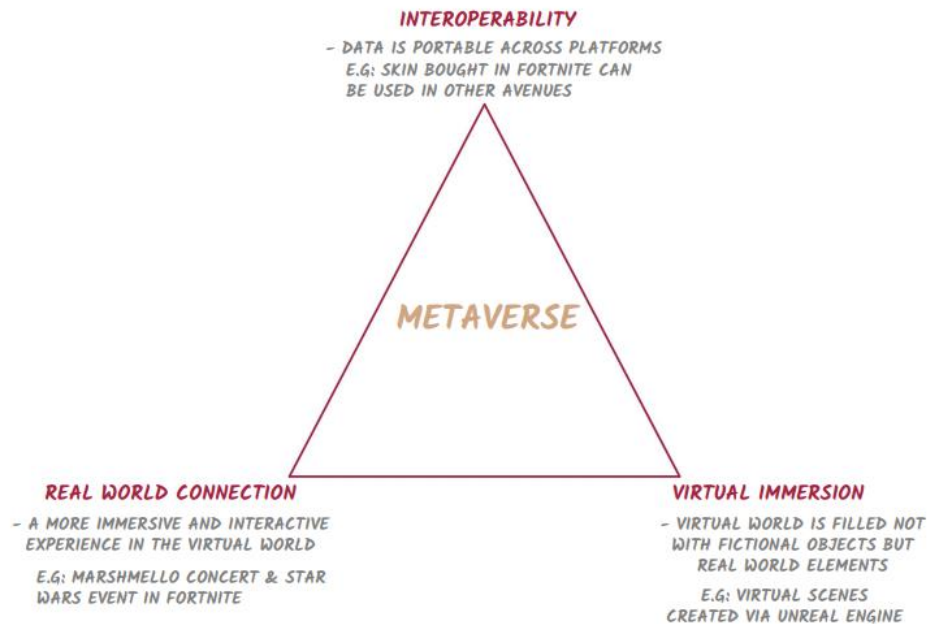 INTEROPERABILITY
- DATA IS PORTABLE ACROSS PLATFORMS
E.G: SKIN BOUGHT IN FORTNITE CAN
BE USED IN OTHER AVENUES
METAVERSE
REAL WORLD CONNECTION
- A MORE IMMERSIVE AND INTERACTIVE
EXPERIENCE IN THE VIRTUAL WORLD
E.G: MARSHMELLO CONCERT & STAR
WARS EVENT IN FORTNITE
VIRTUAL IMMERSION
- VIRTUAL WORLD IS FILLED NOT
WITH FICTIONAL OBJECTS BUT
REAL WORLD ELEMENTS
E.G: VIRTUAL SCENES
CREATED VIA UNREAL ENGINE